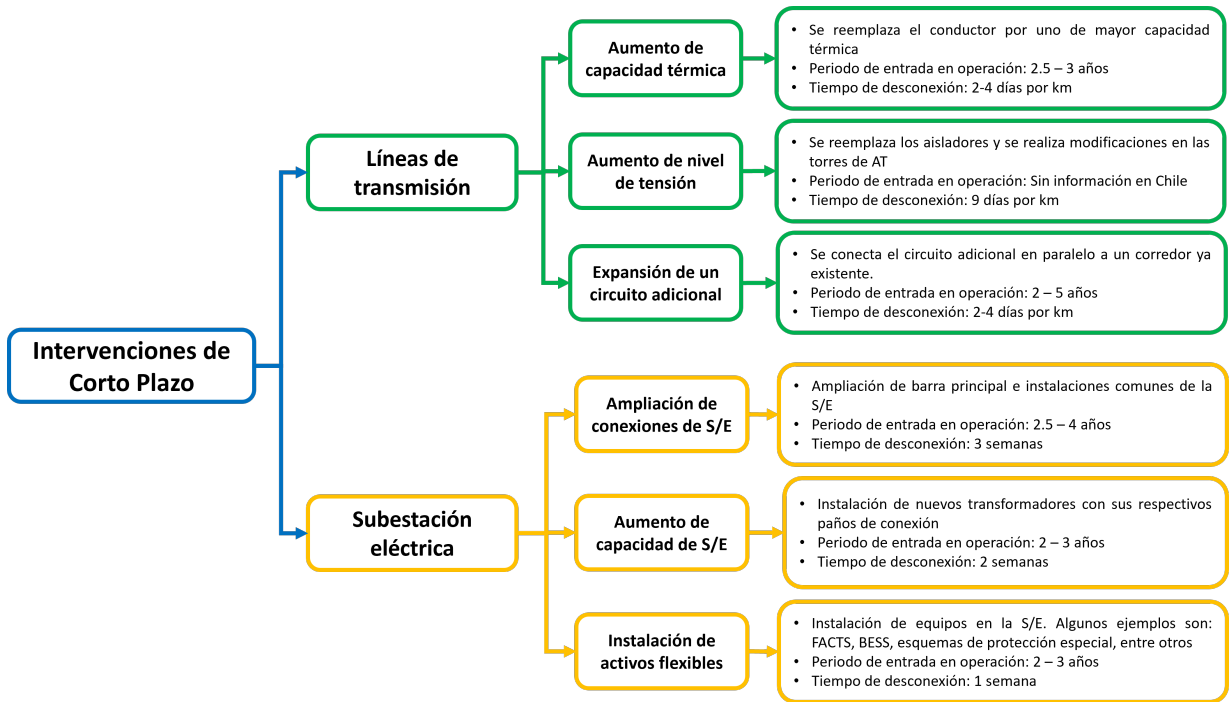 Intervenciones de
Corto Plazo
Líneas de
transmisión
Aumento de
capacidad térmica
• Se reemplaza el conductor por uno de mayor capacidad
térmica
• Periodo de entrada en operación: 2.5 – 3 años
• Tiempo de desconexión: 2-4 días por km
Aumento de nivel
de tensión
• Se reemplaza los aisladores y se realiza modificaciones en las
torres de AT
• Periodo de entrada en operación: Sin información en Chile
• Tiempo de desconexión: 9 días por km
Expansión de un
circuito adicional
• Se conecta el circuito adicional en paralelo a un corredor ya
existente.
• Periodo de entrada en operación: 2 – 5 años
• Tiempo de desconexión: 2-4 días por km
Subestación
eléctrica
Ampliación de
conexiones de S/E
• Ampliación de barra principal e instalaciones comunes de la
S/E
• Periodo de entrada en operación: 2.5 – 4 años
• Tiempo de desconexión: 3 semanas
Aumento de
capacidad de S/E
• Instalación de nuevos transformadores con sus respectivos
paños de conexión
• Periodo de entrada en operación: 2 – 3 años
• Tiempo de desconexión: 2 semanas
Instalación de
activos flexibles
• Instalación de equipos en la S/E. Algunos ejemplos son:
FACTS, BESS, esquemas de protección especial, entre otros
• Periodo de entrada en operación: 2 – 3 años
• Tiempo de desconexión: 1 semana